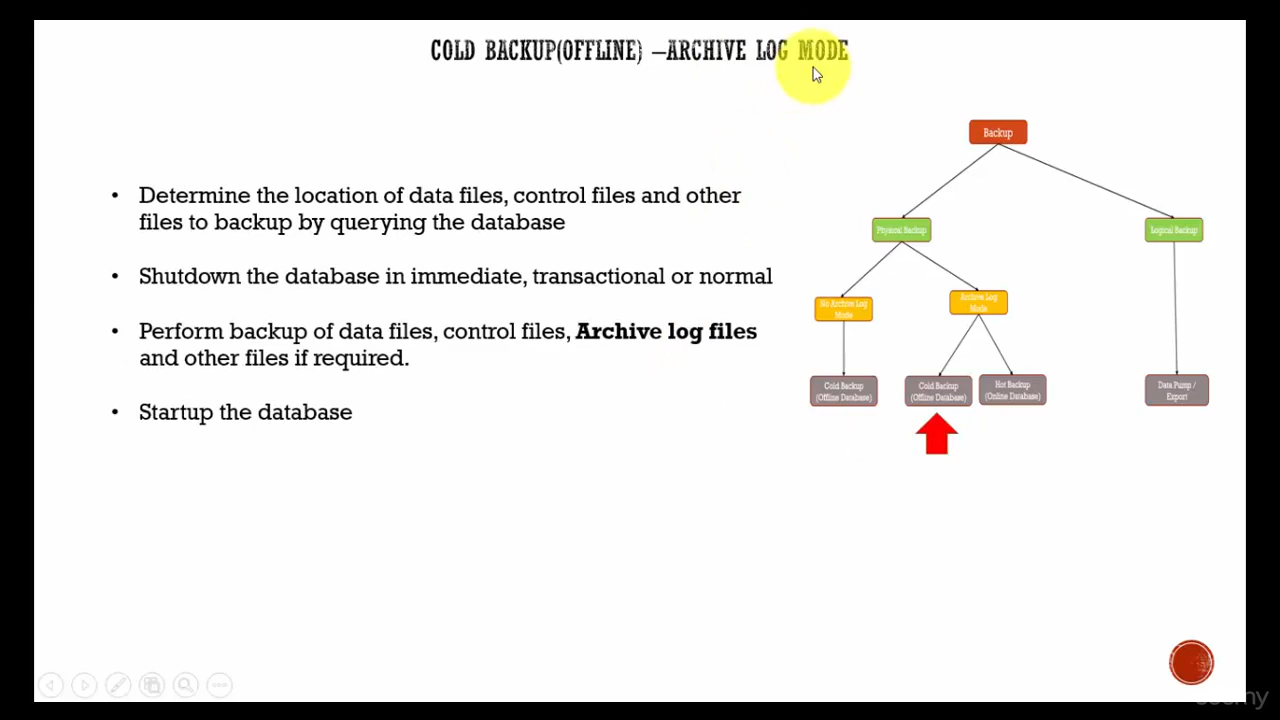 COLD BACKUP(OFFLINE) –ARCHIVE LOG MODE
• Determine the location of data files, control files and other
files to backup by querying the database
• Shutdown the database in immediate, transactional or normal
• Perform backup of data files, control files, Archive log files
and other files if required.
• Startup the database
Backup
Physical Backup
Logical Backup
No Archive Log
Mode
Archive Log
Mode
Cold Backup
(Offline Database)
Cold Backup
(Offline Database)
Hot Backup
(Online Database)
Data Pump /
Export